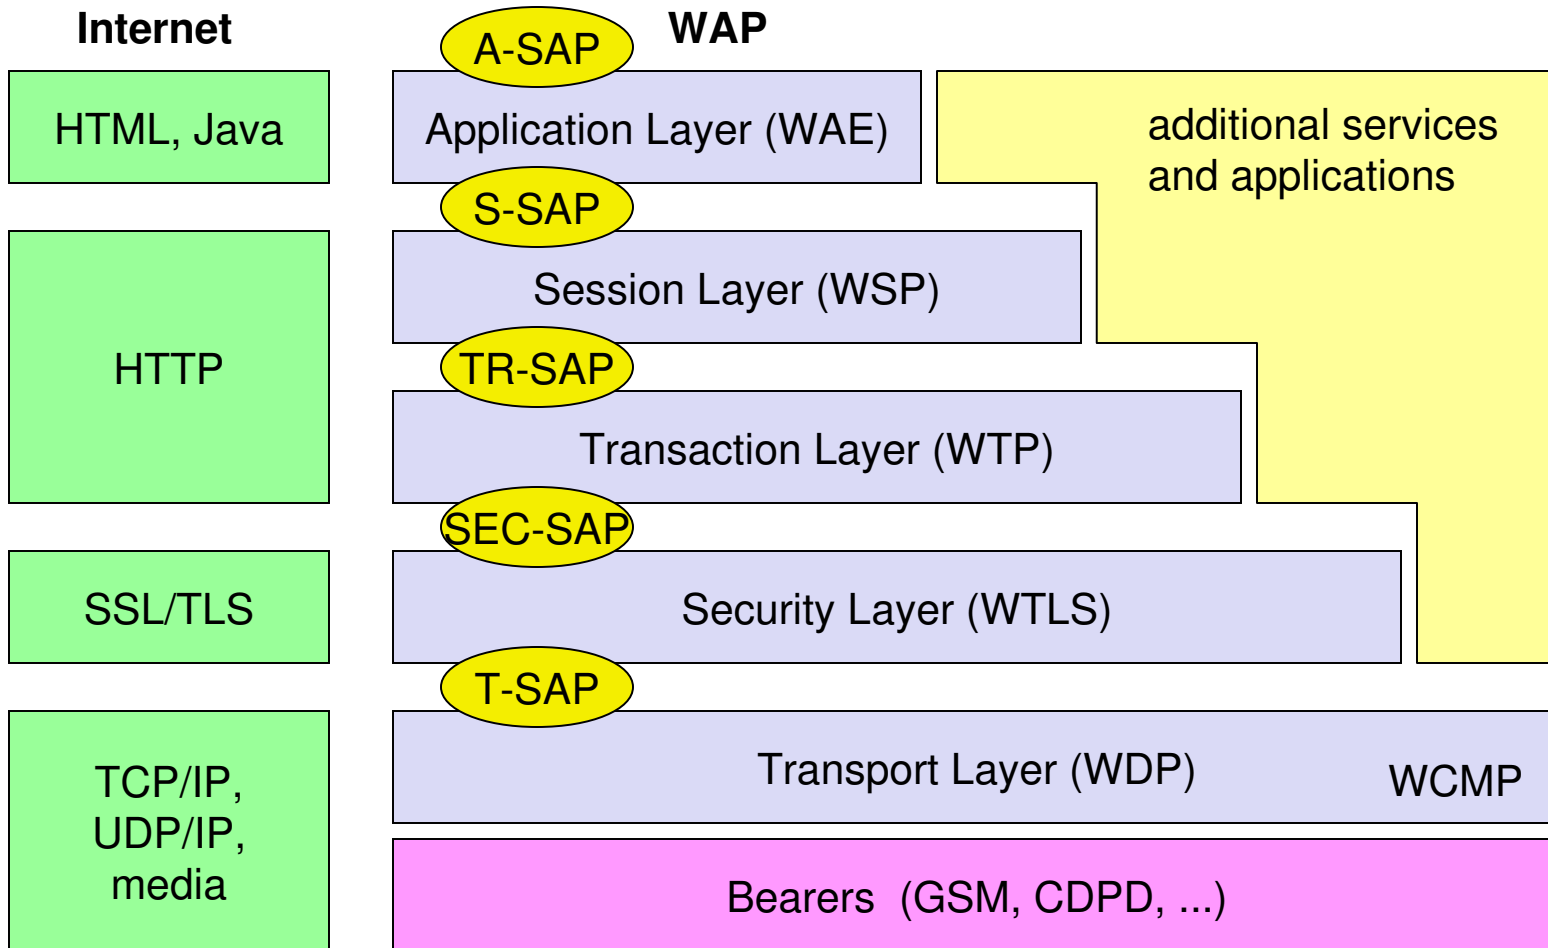 Internet
WAP
A-SAP
HTML, Java
Application Layer (WAE)
additional services
and applications
S-SAP
HTTP
Session Layer (WSP)
TR-SAP
Transaction Layer (WTP)
SEC-SAP
SSL/TLS
Security Layer (WTLS)
T-SAP
TCP/IP,
UDP/IP,
media
Transport Layer (WDP)
WCMP
Bearers (GSM, CDPD, ...)